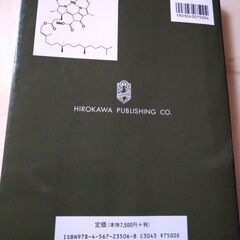 HIROKAWA PUBLISHING CO.
1923043075004
定価(本体7,500円+税)
ISBN978-4-567-23506-8 C3043 ¥7500E